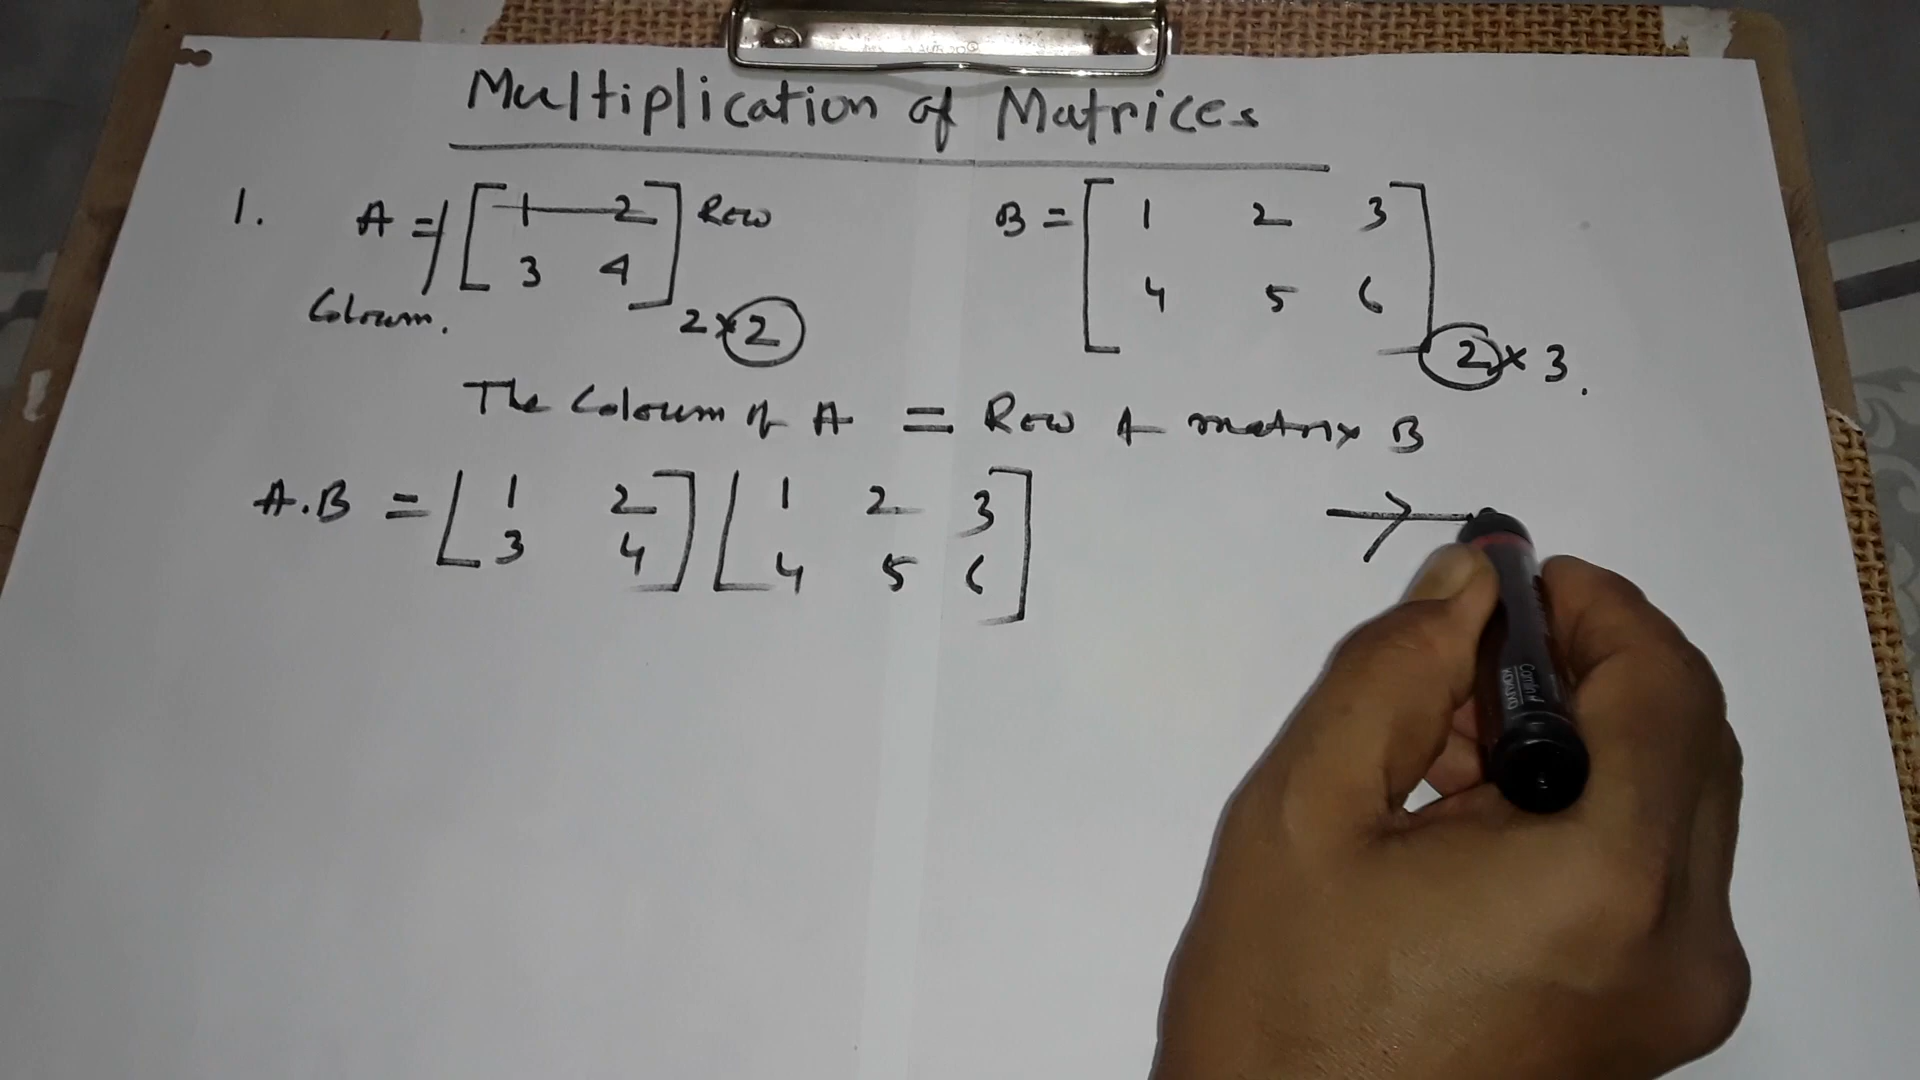 Multiplication of Matrices
1. A = [ 1 2 ] Row B = [ 1 2 3 ]
3 4 4 5 6
Coloum. 2 × 2 2 × 3.
The Coloum of A = Row of matrix B
A.B = [ 1 2 ] [ 1 2 3 ]
3 4 4 5 6